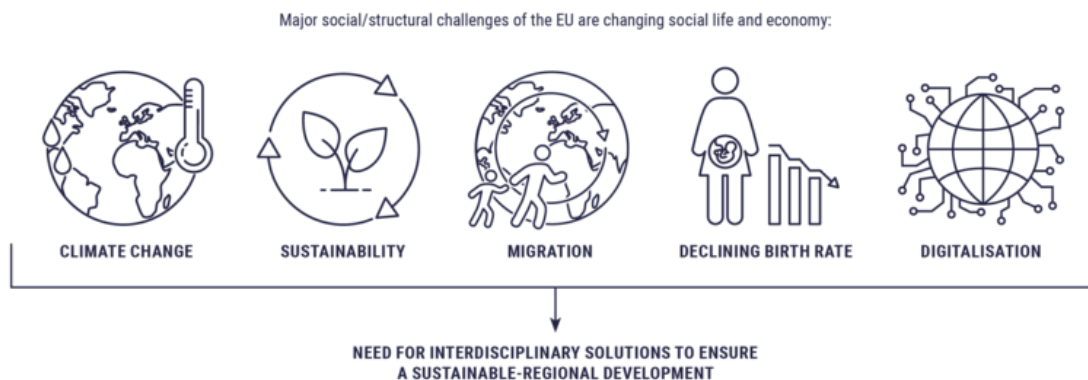 Major social/structural challenges of the EU are changing social life and economy:
CLIMATE CHANGE
SUSTAINABILITY
MIGRATION
DECLINING BIRTH RATE
DIGITALISATION
NEED FOR INTERDISCIPLINARY SOLUTIONS TO ENSURE
A SUSTAINABLE-REGIONAL DEVELOPMENT